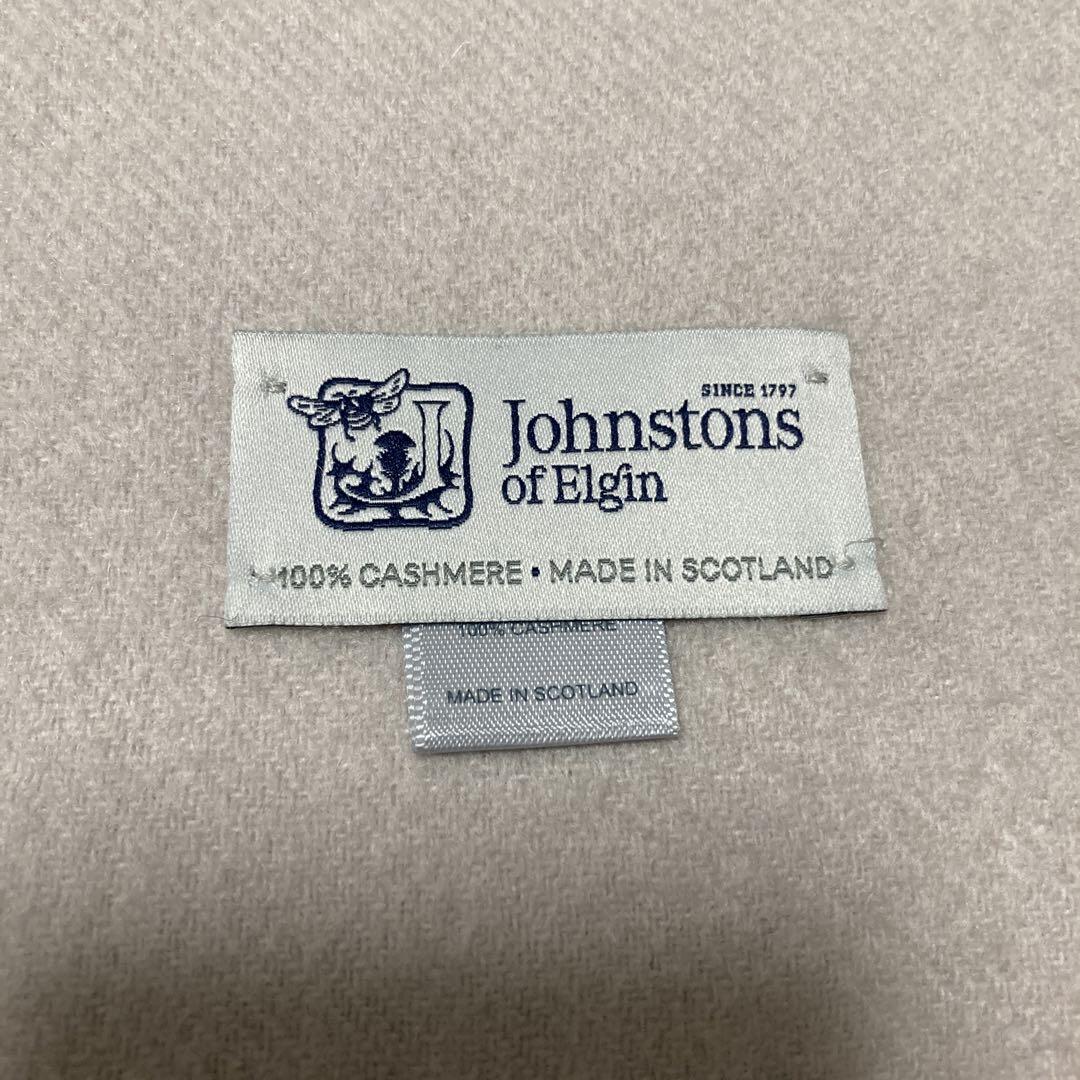 SINCE 1797
Johnstons
of Elgin
100% CASHMERE • MADE IN SCOTLAND
100% CASHMERE
MADE IN SCOTLAND